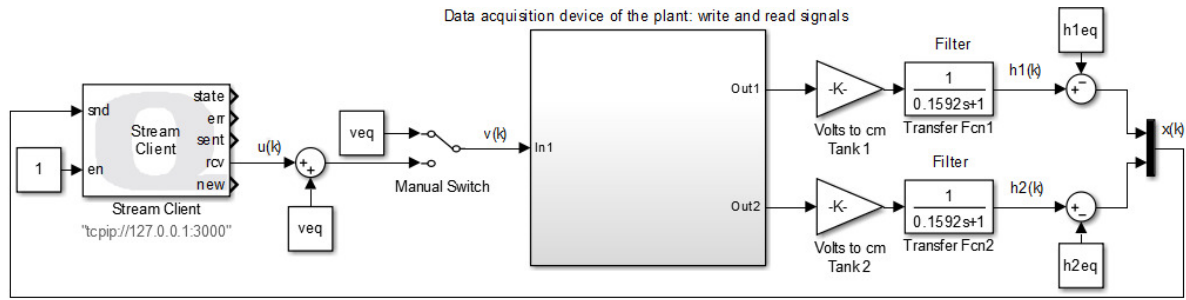 Data acquisition device of the plant: write and read signals
h1eq
Filter
h1(k)
1
0.1592s+1
-K-
Out1
Volts to cm
Tank 1
Transfer Fcn1
state
err
sent
rcv
new
snd
en
Stream
Client
1
Stream Client
"tcpip://127.0.0.1:3000"
u(k)
+
+
veq
veq
Manual Switch
v(k)
In1
Out2
-K-
Volts to cm
Tank 2
Filter
1
0.1592s+1
Transfer Fcn2
h2(k)
+
−
+
−
h2eq
x(k)